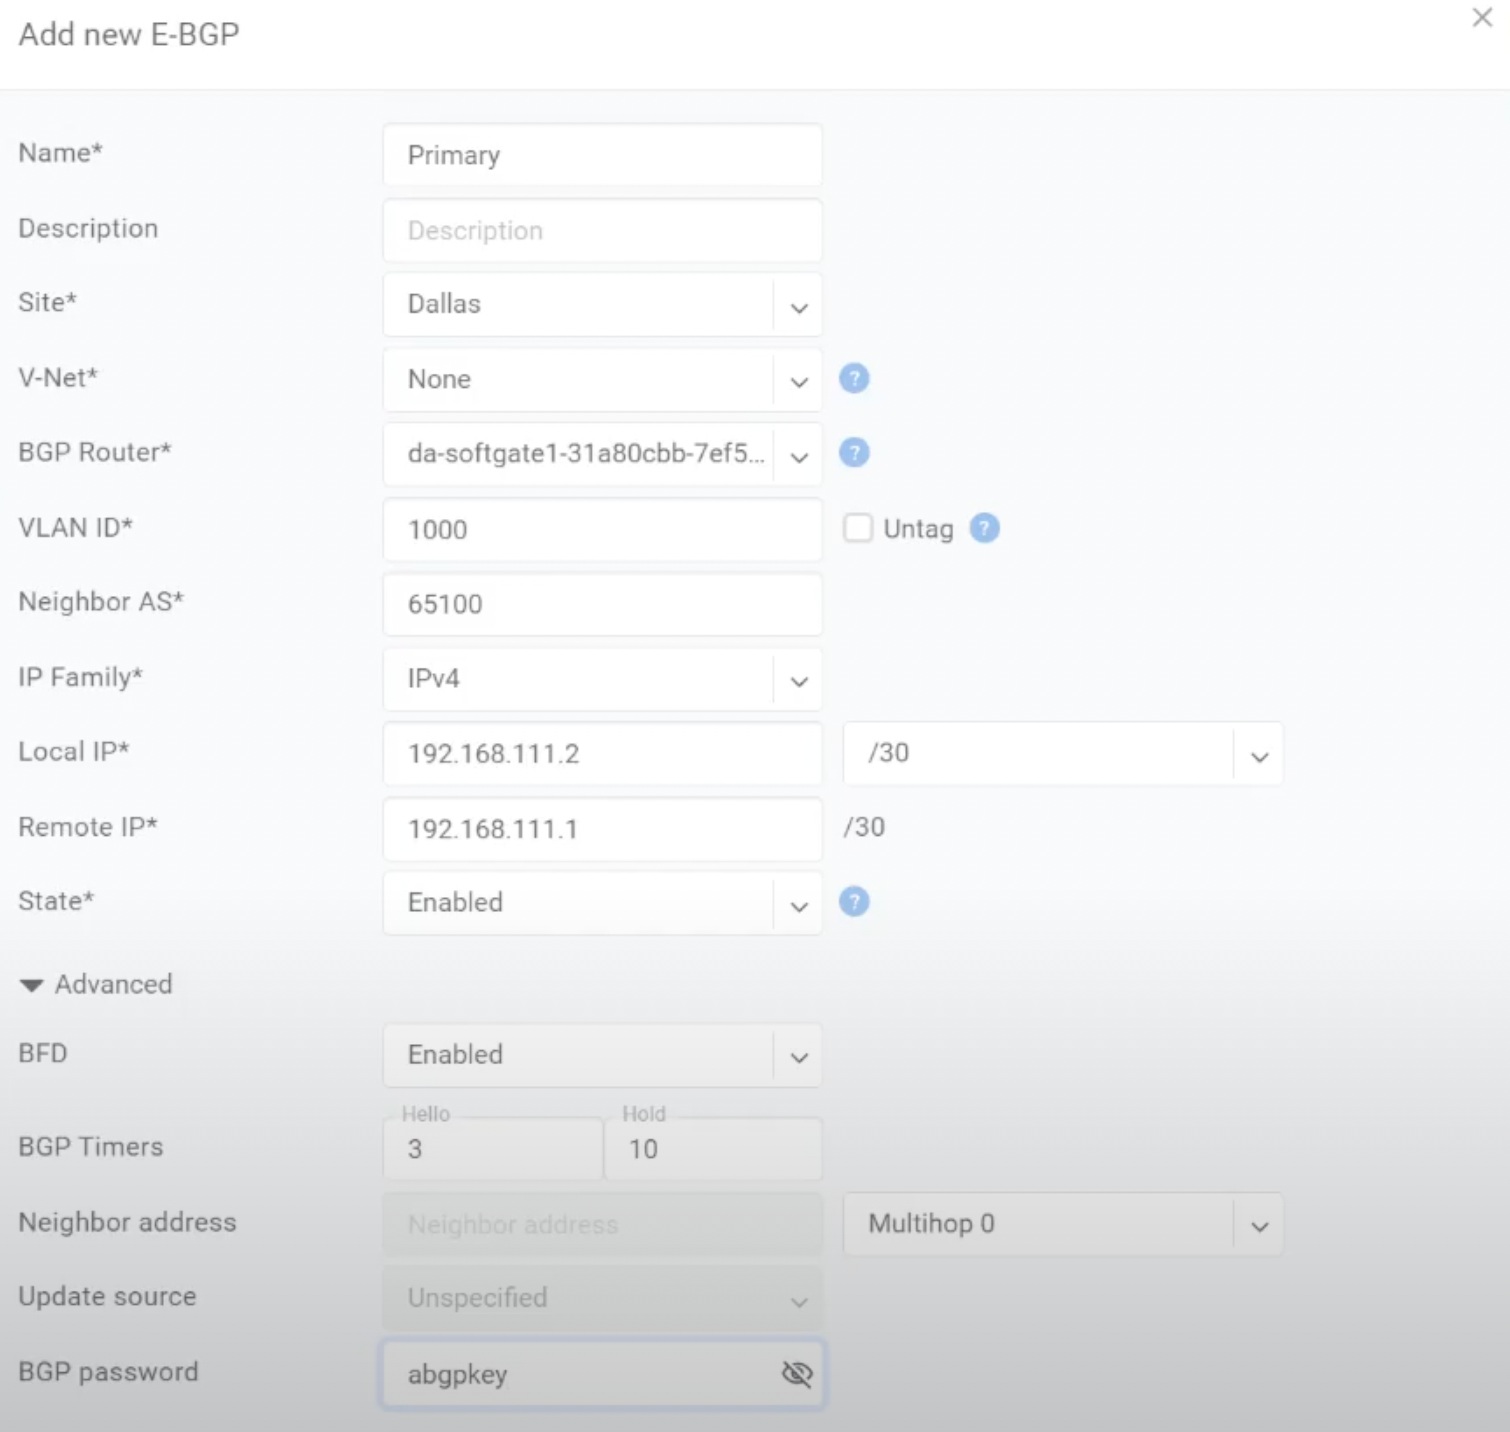 Add new E-BGP
Name* Primary
Description Description
Site* Dallas
V-Net* None ?
BGP Router* da-softgate1-31a80cbb-7ef5... ?
VLAN ID* 1000 Untag ?
Neighbor AS* 65100
IP Family* IPv4
Local IP* 192.168.111.2 /30
Remote IP* 192.168.111.1 /30
State* Enabled ?
Advanced
BFD Enabled
Hello Hold
BGP Timers 3 10
Neighbor address Neighbor address Multihop 0
Update source Unspecified
BGP password abgpkey